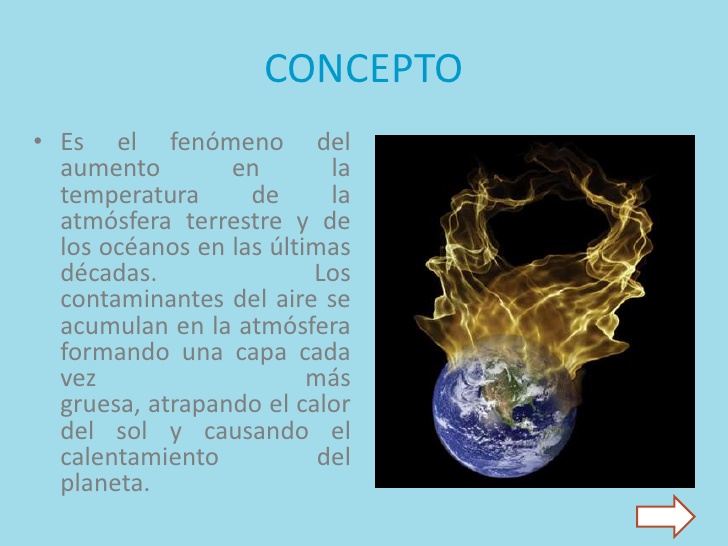 CONCEPTO
• Es el fenómeno del
aumento en la
temperatura de la
atmósfera terrestre y de
los océanos en las últimas
décadas. Los
contaminantes del aire se
acumulan en la atmósfera
formando una capa cada
vez más
gruesa, atrapando el calor
del sol y causando el
calentamiento del
planeta.